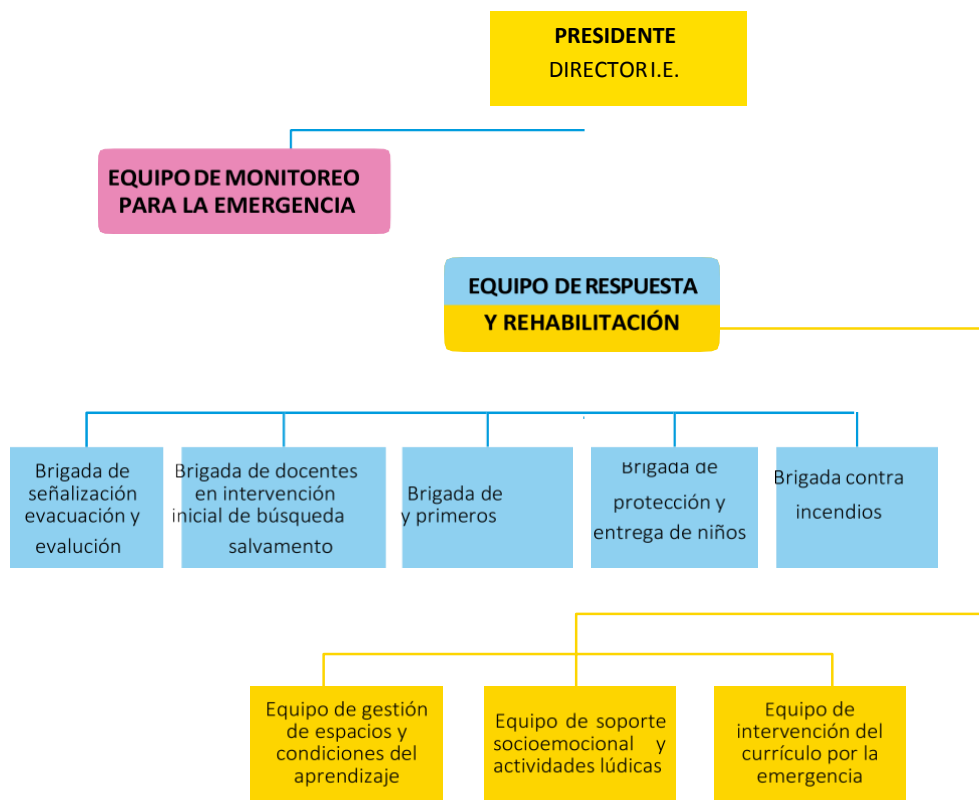 PRESIDENTE
DIRECTOR I.E.
EQUIPO DE MONITOREO
PARA LA EMERGENCIA
EQUIPO DE RESPUESTA
Y REHABILITACIÓN
Brigada de
señalización
evacuación y
evalución
Brigada de docentes
en intervención
inicial de búsqueda
salvamento
Brigada de
y primeros
Brigada de
protección y
entrega de niños
Brigada contra
incendios
Equipo de gestión
de espacios y
condiciones del
aprendizaje
Equipo de soporte
socioemocional y
actividades lúdicas
Equipo de
intervención del
currículo por la
emergencia